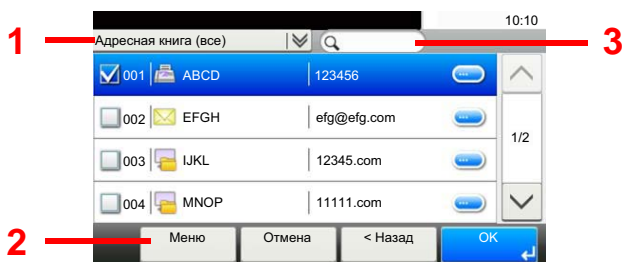 10:10
1 Адресная книга (все) 3
001 ABCD 123456
002 EFGH efg@efg.com
003 IJKL 12345.com
004 MNOP 11111.com
1/2
2 Меню Отмена < Назад OK